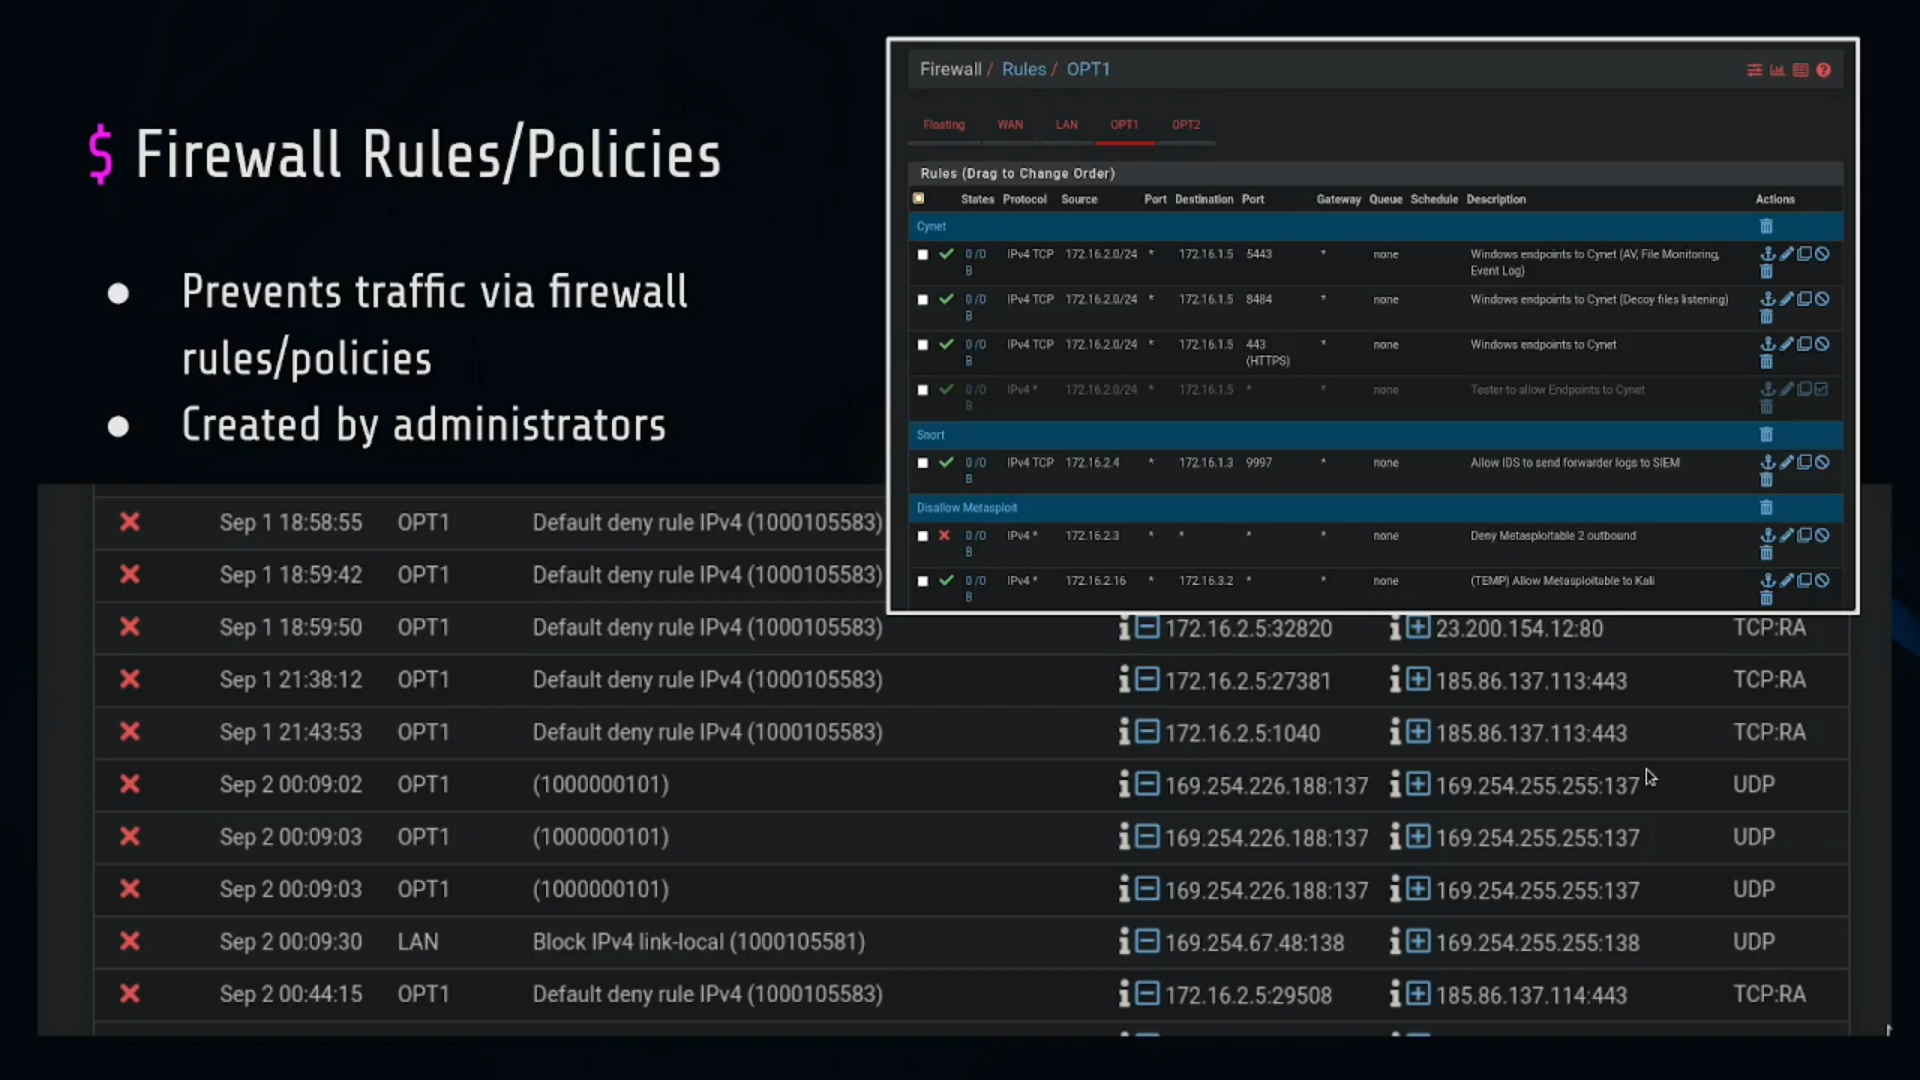 $ Firewall Rules/Policies
● Prevents traffic via firewall
rules/policies
● Created by administrators
Firewall / Rules / OPT1
Floating WAN LAN OPT1 OPT2
Rules (Drag to Change Order)
States Protocol Source Port Destination Port Gateway Queue Schedule Description Actions
Cynet
0 /0 IPv4 TCP 172.16.2.0/24 * 172.16.1.5 5443 * none Windows endpoints to Cynet (AV, File Monitoring,
B Event Log)
0 /0 IPv4 TCP 172.16.2.0/24 * 172.16.1.5 8484 * none Windows endpoints to Cynet (Decoy files listening)
B
0 /0 IPv4 TCP 172.16.2.0/24 * 172.16.1.5 443 * none Windows endpoints to Cynet
B (HTTPS)
0 /0 IPv4 * 172.16.2.0/24 * 172.16.1.5 * * none Tester to allow Endpoints to Cynet
B
Snort
0 /0 IPv4 TCP 172.16.2.4 * 172.16.1.3 9997 * none Allow IDS to send forwarder logs to SIEM
B
Disallow Metasploit
0 /0 IPv4 * 172.16.2.3 * * * * none Deny Metasploitable 2 outbound
B
0 /0 IPv4 * 172.16.2.16 * 172.16.3.2 * * none (TEMP) Allow Metasploitable to Kali
B
Sep 1 18:58:55 OPT1 Default deny rule IPv4 (1000105583)
Sep 1 18:59:42 OPT1 Default deny rule IPv4 (1000105583)
Sep 1 18:59:50 OPT1 Default deny rule IPv4 (1000105583) 172.16.2.5:32820 23.200.154.12:80 TCP:RA
Sep 1 21:38:12 OPT1 Default deny rule IPv4 (1000105583) 172.16.2.5:27381 185.86.137.113:443 TCP:RA
Sep 1 21:43:53 OPT1 Default deny rule IPv4 (1000105583) 172.16.2.5:1040 185.86.137.113:443 TCP:RA
Sep 2 00:09:02 OPT1 (1000000101) 169.254.226.188:137 169.254.255.255:137 UDP
Sep 2 00:09:03 OPT1 (1000000101) 169.254.226.188:137 169.254.255.255:137 UDP
Sep 2 00:09:03 OPT1 (1000000101) 169.254.226.188:137 169.254.255.255:137 UDP
Sep 2 00:09:30 LAN Block IPv4 link-local (1000105581) 169.254.67.48:138 169.254.255.255:138 UDP
Sep 2 00:44:15 OPT1 Default deny rule IPv4 (1000105583) 172.16.2.5:29508 185.86.137.114:443 TCP:RA